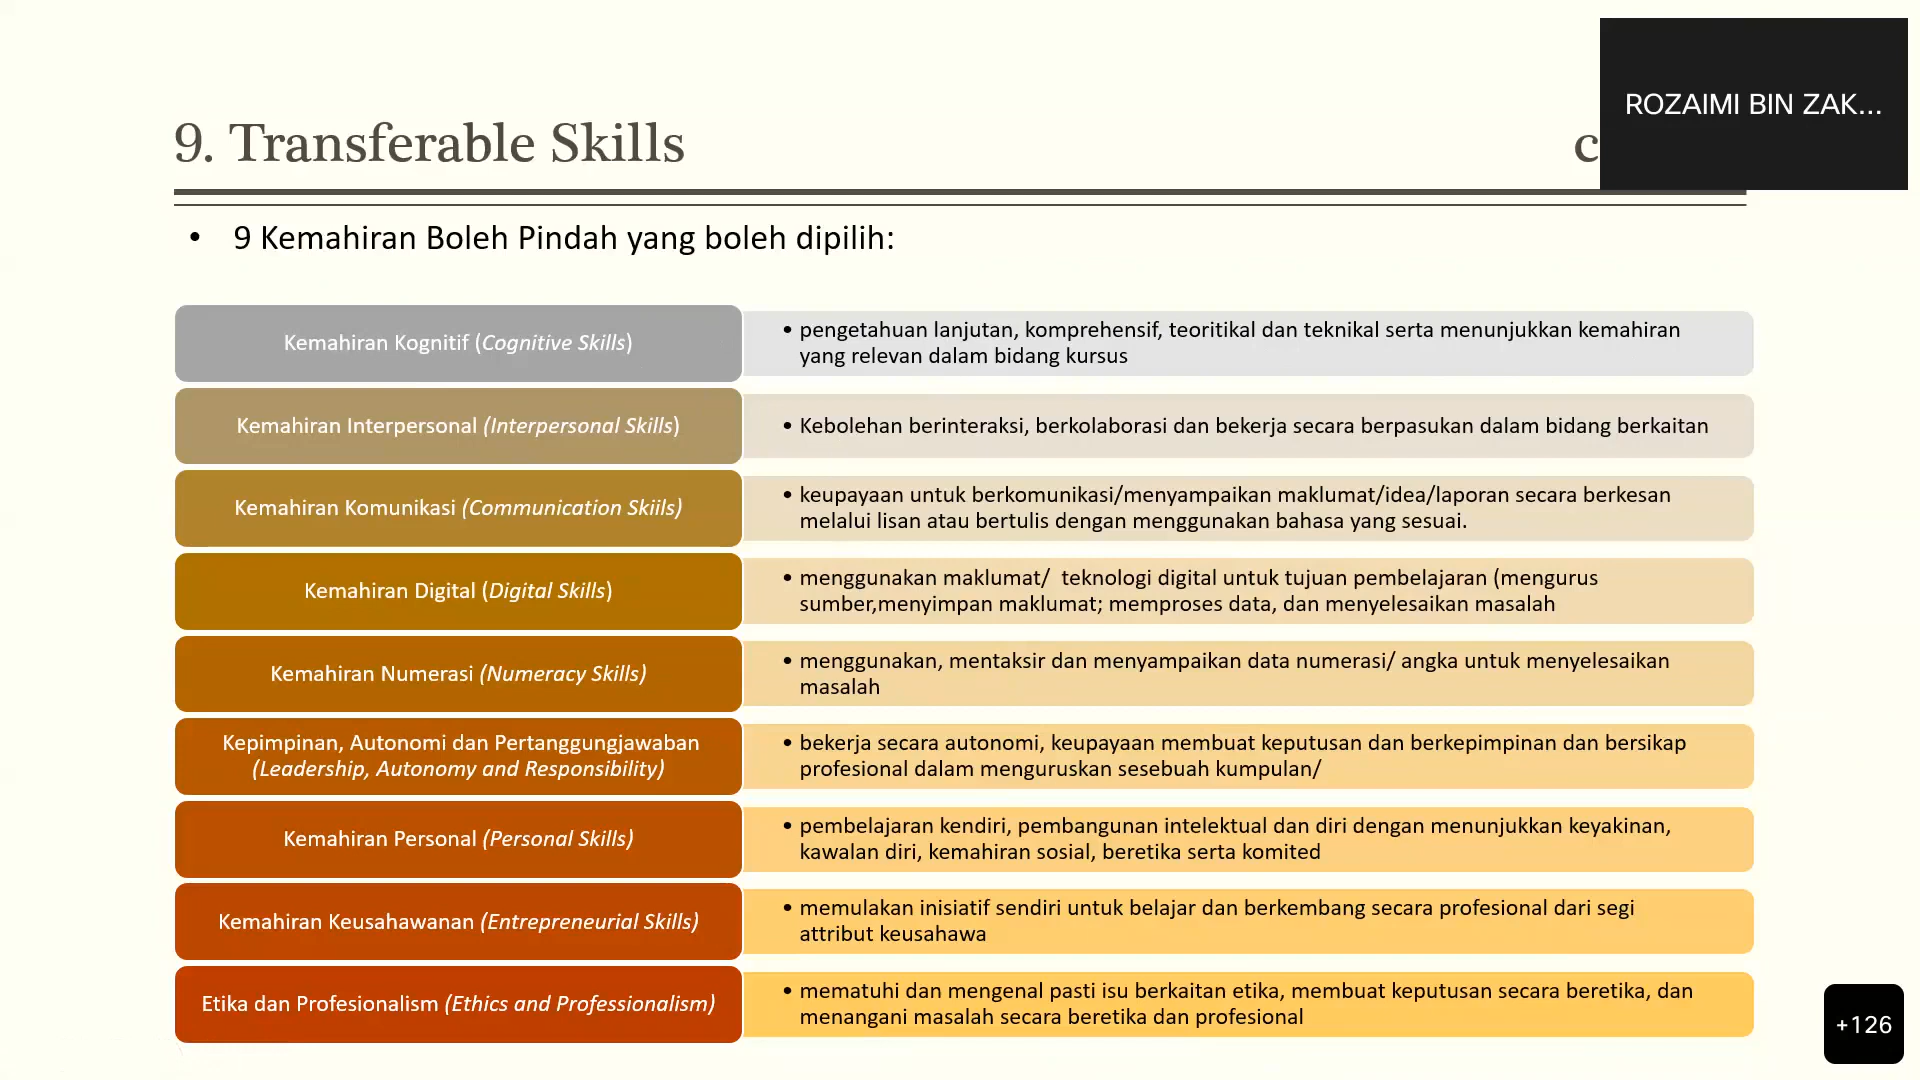 ROZAIMI BIN ZAK...
9. Transferable Skills
• 9 Kemahiran Boleh Pindah yang boleh dipilih:
Kemahiran Kognitif (Cognitive Skills)
• pengetahuan lanjutan, komprehensif, teoritikal dan teknikal serta menunjukkan kemahiran
yang relevan dalam bidang kursus
Kemahiran Interpersonal (Interpersonal Skills)
• Kebolehan berinteraksi, berkolaborasi dan bekerja secara berpasukan dalam bidang berkaitan
Kemahiran Komunikasi (Communication Skiils)
• keupayaan untuk berkomunikasi/menyampaikan maklumat/idea/laporan secara berkesan
melalui lisan atau bertulis dengan menggunakan bahasa yang sesuai.
Kemahiran Digital (Digital Skills)
• menggunakan maklumat/ teknologi digital untuk tujuan pembelajaran (mengurus
sumber,menyimpan maklumat; memproses data, dan menyelesaikan masalah
Kemahiran Numerasi (Numeracy Skills)
• menggunakan, mentaksir dan menyampaikan data numerasi/ angka untuk menyelesaikan
masalah
Kepimpinan, Autonomi dan Pertanggungjawaban
(Leadership, Autonomy and Responsibility)
• bekerja secara autonomi, keupayaan membuat keputusan dan berkepimpinan dan bersikap
profesional dalam menguruskan sesebuah kumpulan/
Kemahiran Personal (Personal Skills)
• pembelajaran kendiri, pembangunan intelektual dan diri dengan menunjukkan keyakinan,
kawalan diri, kemahiran sosial, beretika serta komited
Kemahiran Keusahawanan (Entrepreneurial Skills)
• memulakan inisiatif sendiri untuk belajar dan berkembang secara profesional dari segi
attribut keusahawa
Etika dan Profesionalism (Ethics and Professionalism)
• mematuhi dan mengenal pasti isu berkaitan etika, membuat keputusan secara beretika, dan
menangani masalah secara beretika dan profesional
+126